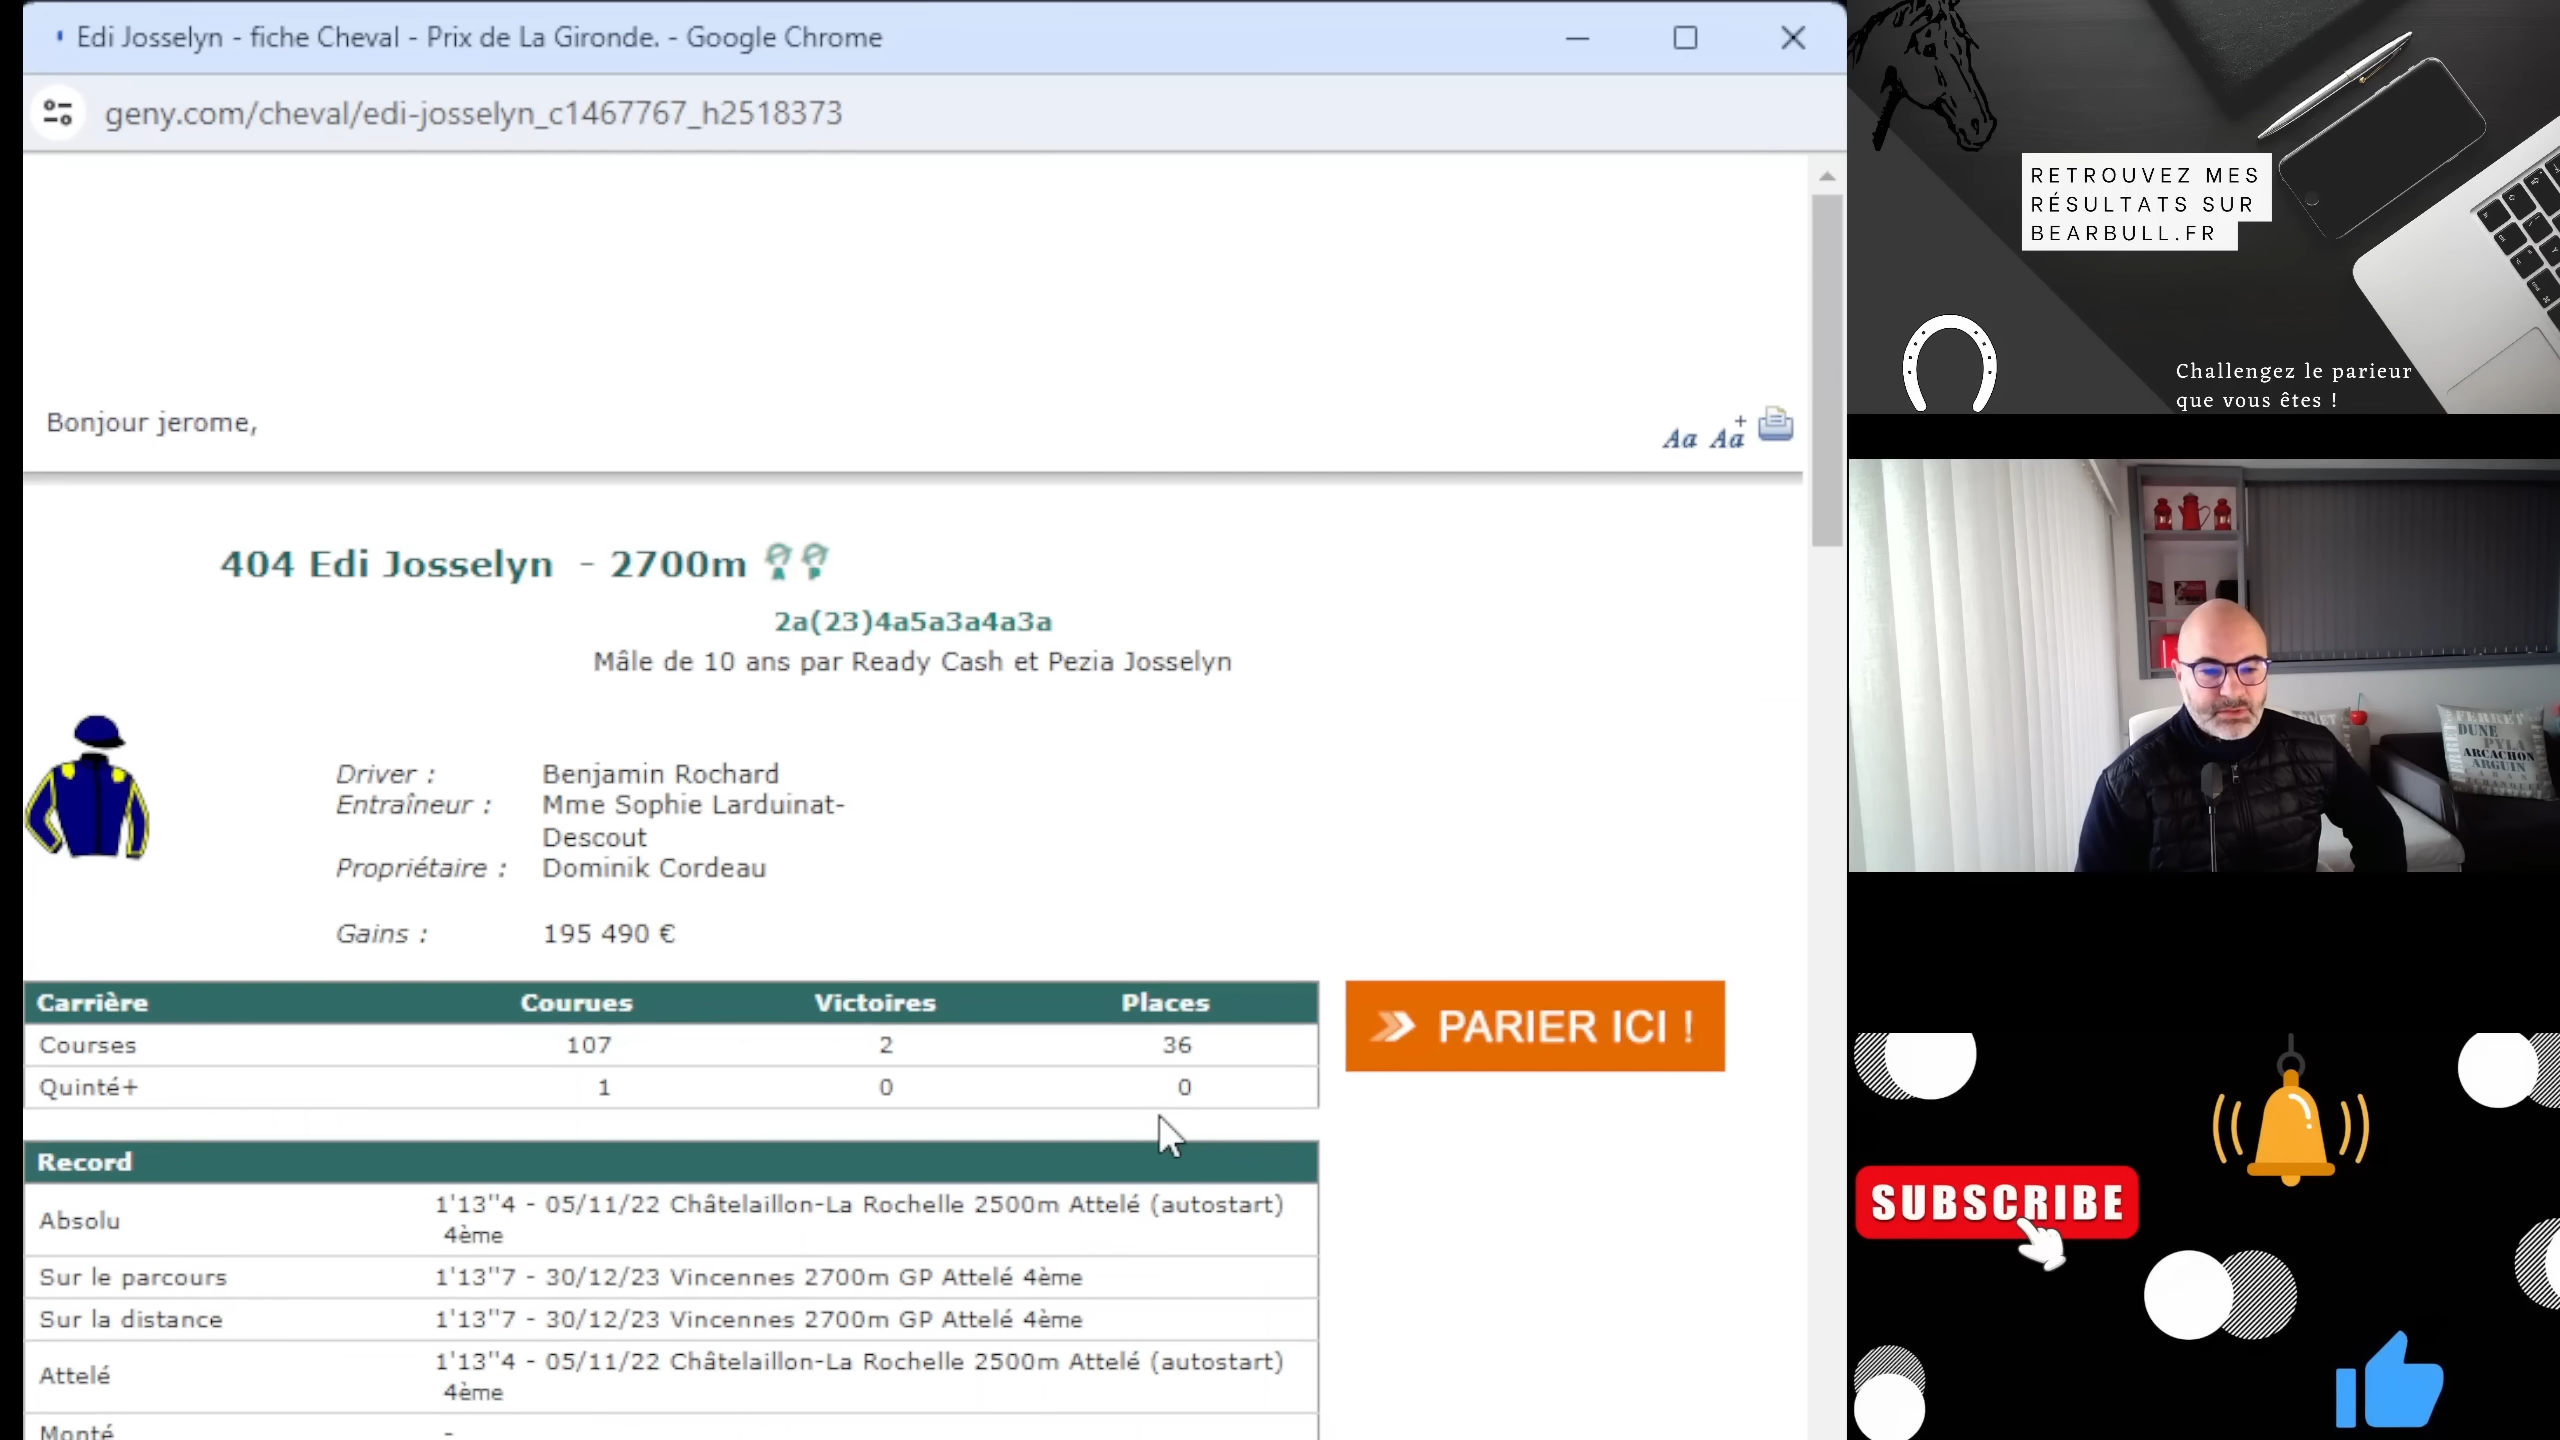 Edi Josselyn - fiche Cheval - Prix de La Gironde. - Google Chrome
geny.com/cheval/edi-josselyn_c1467767_h2518373
Bonjour jerome,
Aa Aa+
404 Edi Josselyn - 2700m
2a(23)4a5a3a4a3a
Mâle de 10 ans par Ready Cash et Pezia Josselyn
Driver : Benjamin Rochard
Entraîneur : Mme Sophie Larduinat-
Descout
Propriétaire : Dominik Cordeau
Gains : 195 490 €
Carrière Courues Victoires Places
Courses 107 2 36
Quinté+ 1 0 0
PARIER ICI !
Record
Absolu 1'13''4 - 05/11/22 Châtelaillon-La Rochelle 2500m Attelé (autostart)
4ème
Sur le parcours 1'13''7 - 30/12/23 Vincennes 2700m GP Attelé 4ème
Sur la distance 1'13''7 - 30/12/23 Vincennes 2700m GP Attelé 4ème
Attelé 1'13''4 - 05/11/22 Châtelaillon-La Rochelle 2500m Attelé (autostart)
4ème
Monté -
RETROUVEZ MES
RÉSULTATS SUR
BEARBULL.FR
Challengez le parieur
que vous êtes !
DUNE
PYLA
ARCACHON
ARGUIN
SUBSCRIBE